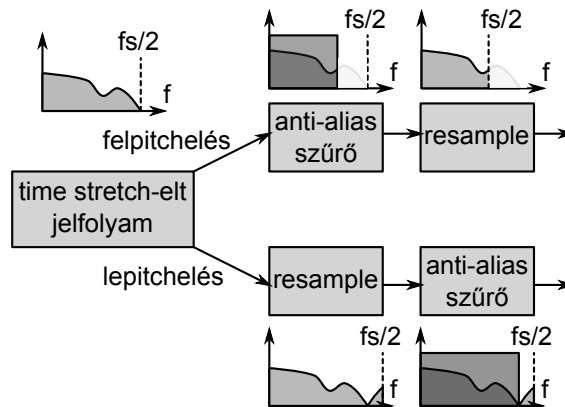 fs/2
fs/2
fs/2
f
f
f
felpitchelés
anti-alias
szűrő
resample
time stretch-elt
jelfolyam
lepitchelés
resample
anti-alias
szűrő
fs/2
fs/2
f
f